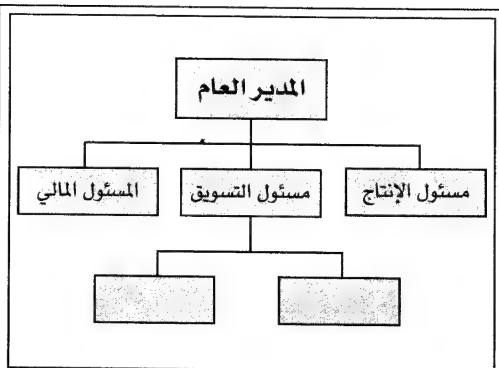 المدير العام
مسئول الإنتاج
مسئول التسويق
المسئول المالي